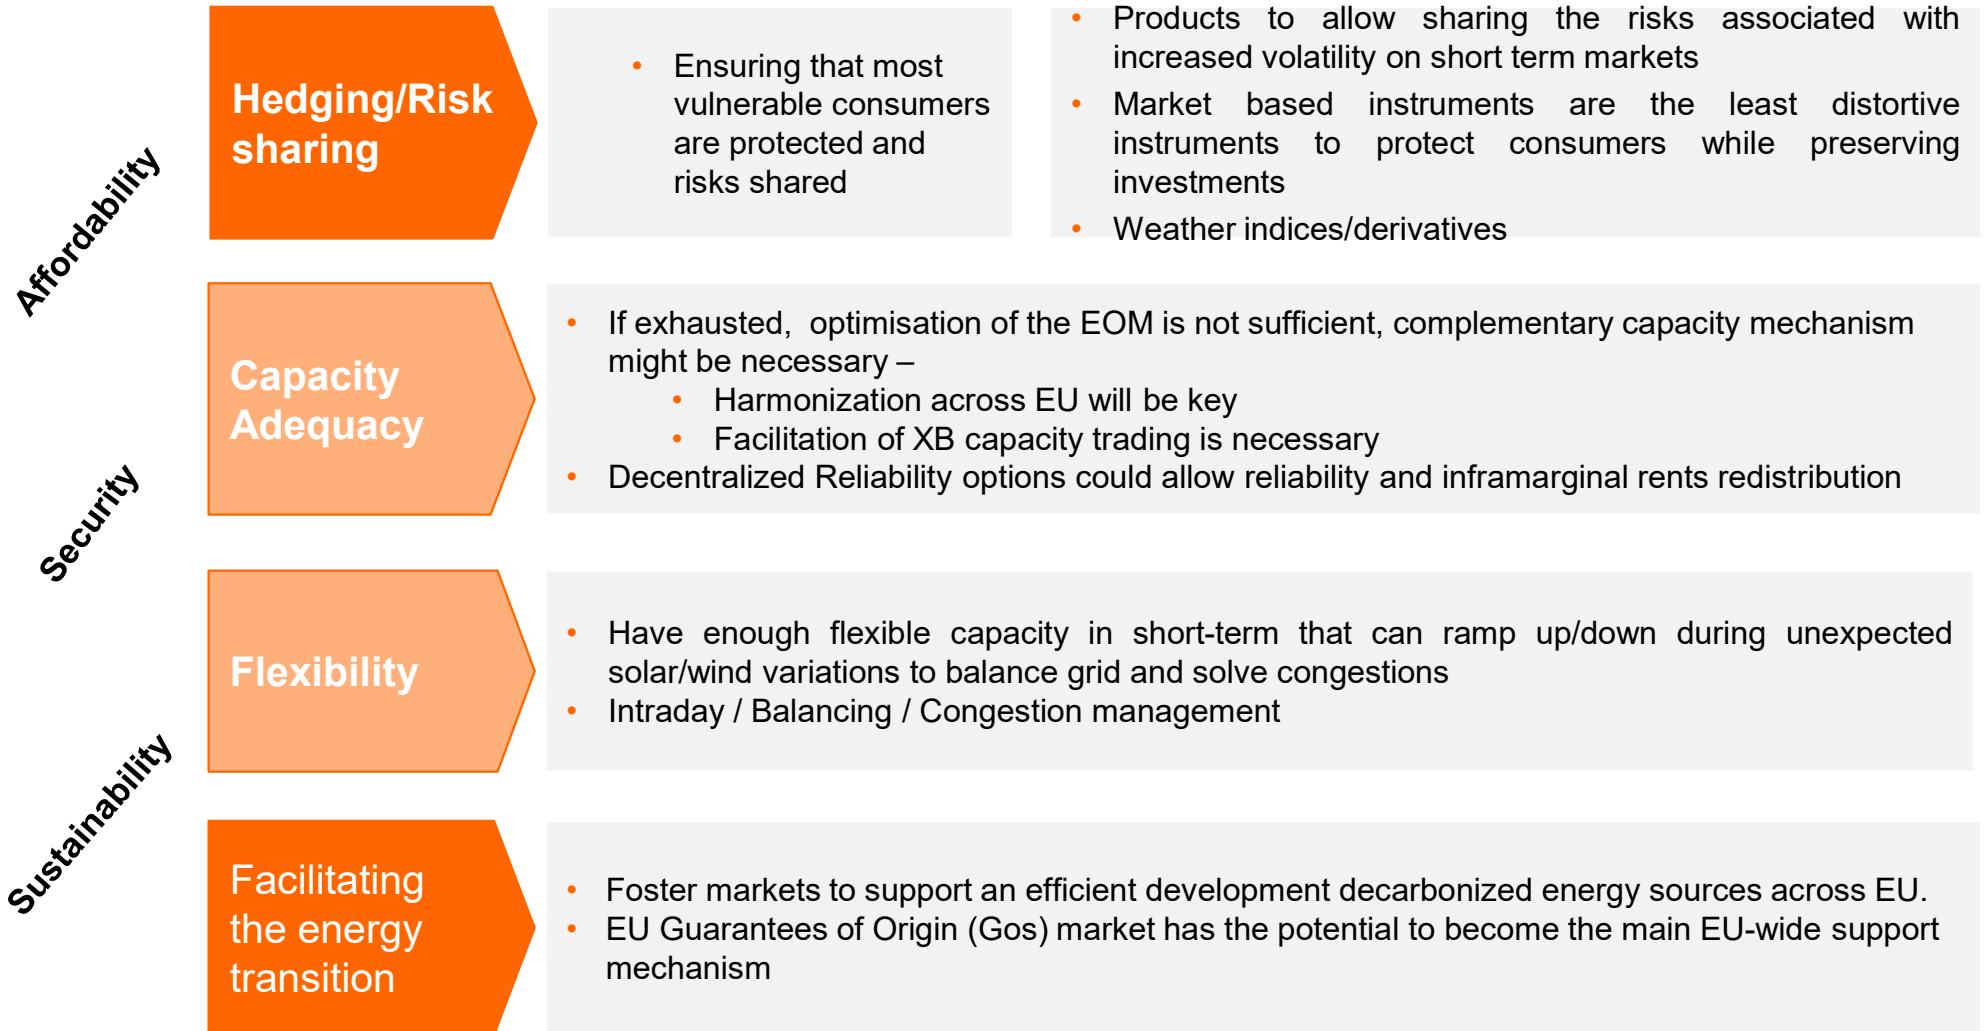 Affordability
Hedging/Risk
sharing
• Ensuring that most
vulnerable consumers
are protected and
risks shared
• Products to allow sharing the risks associated with
increased volatility on short term markets
• Market based instruments are the least distortive
instruments to protect consumers while preserving
investments
• Weather indices/derivatives
Security
Capacity
Adequacy
• If exhausted, optimisation of the EOM is not sufficient, complementary capacity mechanism
might be necessary –
• Harmonization across EU will be key
• Facilitation of XB capacity trading is necessary
• Decentralized Reliability options could allow reliability and inframarginal rents redistribution
Flexibility
• Have enough flexible capacity in short-term that can ramp up/down during unexpected
solar/wind variations to balance grid and solve congestions
• Intraday / Balancing / Congestion management
Sustainability
Facilitating
the energy
transition
• Foster markets to support an efficient development decarbonized energy sources across EU.
• EU Guarantees of Origin (Gos) market has the potential to become the main EU-wide support
mechanism